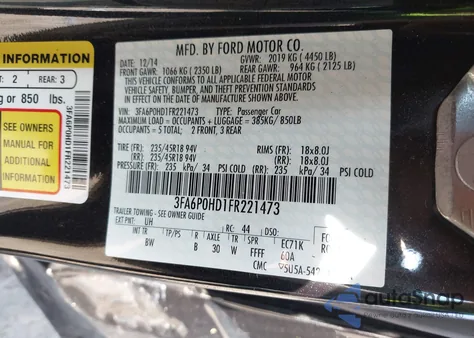 INFORMATION
2 REAR: 3
g or 850 lbs.
SEE OWNERS
MANUAL FOR
ADDITIONAL
INFORMATION
3FA6P0HD1FR221473
MFD. BY FORD MOTOR CO.
12/14 GVWR: 2019 KG ( 4450 LB)
FRONT GAWR: 1066 KG ( 2350 LB) REAR GAWR: 964 KG ( 2125 LB)
THIS VEHICLE CONFORMS TO ALL APPLICABLE FEDERAL MOTOR
VEHICLE SAFETY, BUMPER, AND THEFT PREVENTION STANDARDS
IN EFFECT ON THE DATE OF MANUFACTURE SHOWN ABOVE.
VIN: 3FA6P0HD1FR221473 TYPE: Passenger Car
MAXIMUM LOAD = OCCUPANTS + LUGGAGE = 385KG/ 850LB
OCCUPANTS = 5 TOTAL: 2 FRONT, 3 REAR
TIRE (FR): 235/45R18 94V RIMS (FR): 18x8.0J
(RR): 235/45R18 94V (RR): 18x8.0J
PRESSURE (FR): 235 kPa/ 34 PSI COLD (RR): 235 kPa/ 34 PSI COLD
3FA6P0HD1FR221473
TRAILER TOWING - SEE OWNER GUIDE
EXT PNT: UH RC: 44 DSO:
INT TR TP/PS R AXLE TR SPR EC71K
BW B 30 W FFFF 60A
CMC
autoSnap